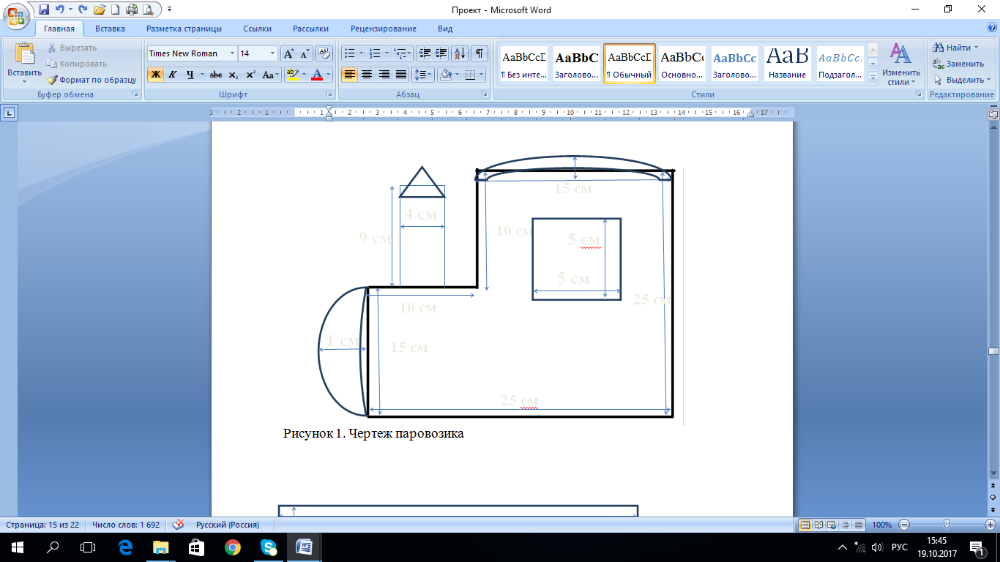 Проект - Microsoft Word
Главная Вставка Разметка страницы Ссылки Рассылки Рецензирование Вид
Вставить
Вырезать
Копировать
Формат по образцу
Буфер обмена
Times New Roman 14
Ж К Ч abc x₂ x² Aa
Шрифт
Абзац
AaBbCcD AaBbC AaBbCcD AaBbCc AaBbCc AaB AaBbCc.
¶ Без инте... Заголово... ¶ Обычный Основно... Заголово... Название Подзагол...
Стили
Изменить стили
Найти
Заменить
Выделить
Редактирование
3 2 1 1 2 3 4 5 6 7 8 9 10 11 12 13 14 15 16 17
15 см
4 см
9 см
10 см
5 см
5 см
25 см
10 см
1 см
15 см
25 см
Рисунок 1. Чертеж паровозика
Страница: 15 из 22 Число слов: 1 692 Русский (Россия) 100%
РУС
15:45
19.10.2017
1